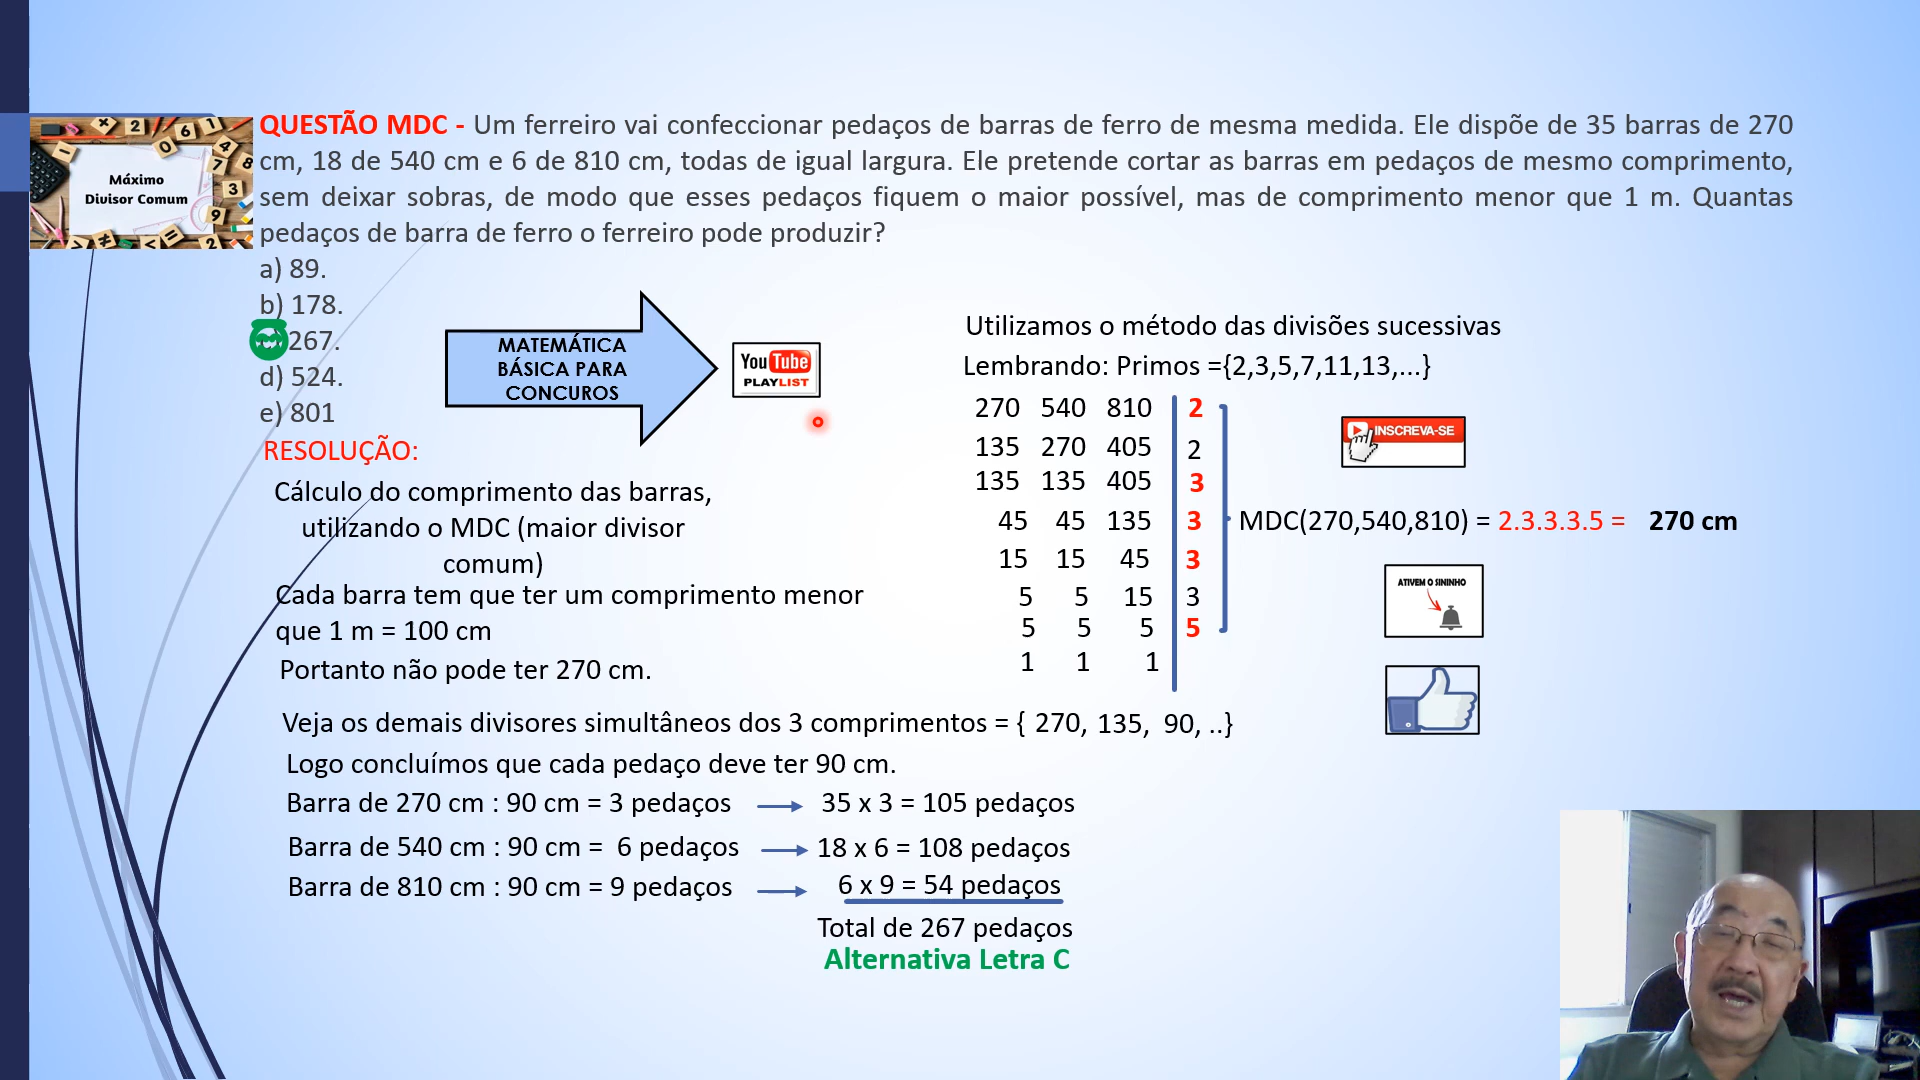 QUESTÃO MDC - Um ferreiro vai confeccionar pedaços de barras de ferro de mesma medida. Ele dispõe de 35 barras de 270
cm, 18 de 540 cm e 6 de 810 cm, todas de igual largura. Ele pretende cortar as barras em pedaços de mesmo comprimento,
sem deixar sobras, de modo que esses pedaços fiquem o maior possível, mas de comprimento menor que 1 m. Quantas
pedaços de barra de ferro o ferreiro pode produzir?
Máximo
Divisor Comum
a) 89.
b) 178.
267.
d) 524.
e) 801
MATEMÁTICA
BÁSICA PARA
CONCUROS
YouTube
PLAYLIST
RESOLUÇÃO:
Cálculo do comprimento das barras,
utilizando o MDC (maior divisor
comum)
Cada barra tem que ter um comprimento menor
que 1 m = 100 cm
Portanto não pode ter 270 cm.
Utilizamos o método das divisões sucessivas
Lembrando: Primos ={2,3,5,7,11,13,...}
270 540 810 2
135 270 405 2
135 135 405 3
45 45 135 3
15 15 45 3
5 5 15 3
5 5 5 5
1 1 1
INSCREVA-SE
MDC(270,540,810) = 2.3.3.3.5 = 270 cm
ATIVEM O SININHO
Veja os demais divisores simultâneos dos 3 comprimentos = { 270, 135, 90, ..}
Logo concluímos que cada pedaço deve ter 90 cm.
Barra de 270 cm : 90 cm = 3 pedaços 35 x 3 = 105 pedaços
Barra de 540 cm : 90 cm = 6 pedaços 18 x 6 = 108 pedaços
Barra de 810 cm : 90 cm = 9 pedaços 6 x 9 = 54 pedaços
Total de 267 pedaços
Alternativa Letra C